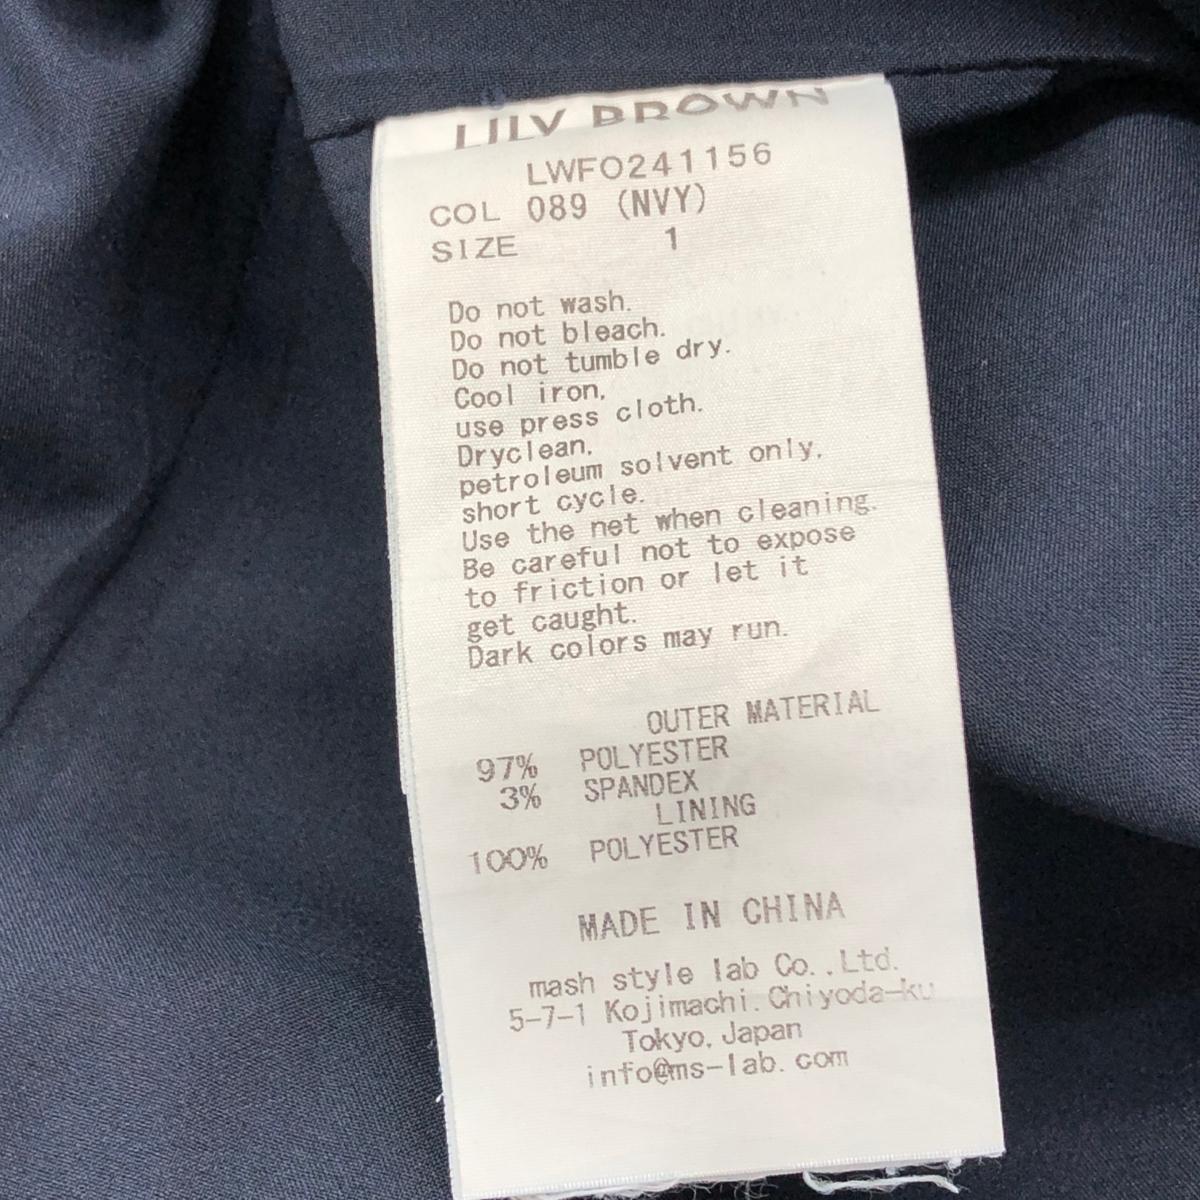 LILY BROWN
LWFO241156
COL 089 (NVY)
SIZE 1
Do not wash.
Do not bleach.
Do not tumble dry.
Cool iron,
use press cloth.
Dryclean,
petroleum solvent only,
short cycle.
Use the net when cleaning.
Be careful not to expose
to friction or let it
get caught.
Dark colors may run.
OUTER MATERIAL
97% POLYESTER
3% SPANDEX
LINING
100% POLYESTER
MADE IN CHINA
mash style lab Co.,Ltd.
5-7-1 Kojimachi,Chiyoda-ku
Tokyo,Japan
info@ms-lab.com